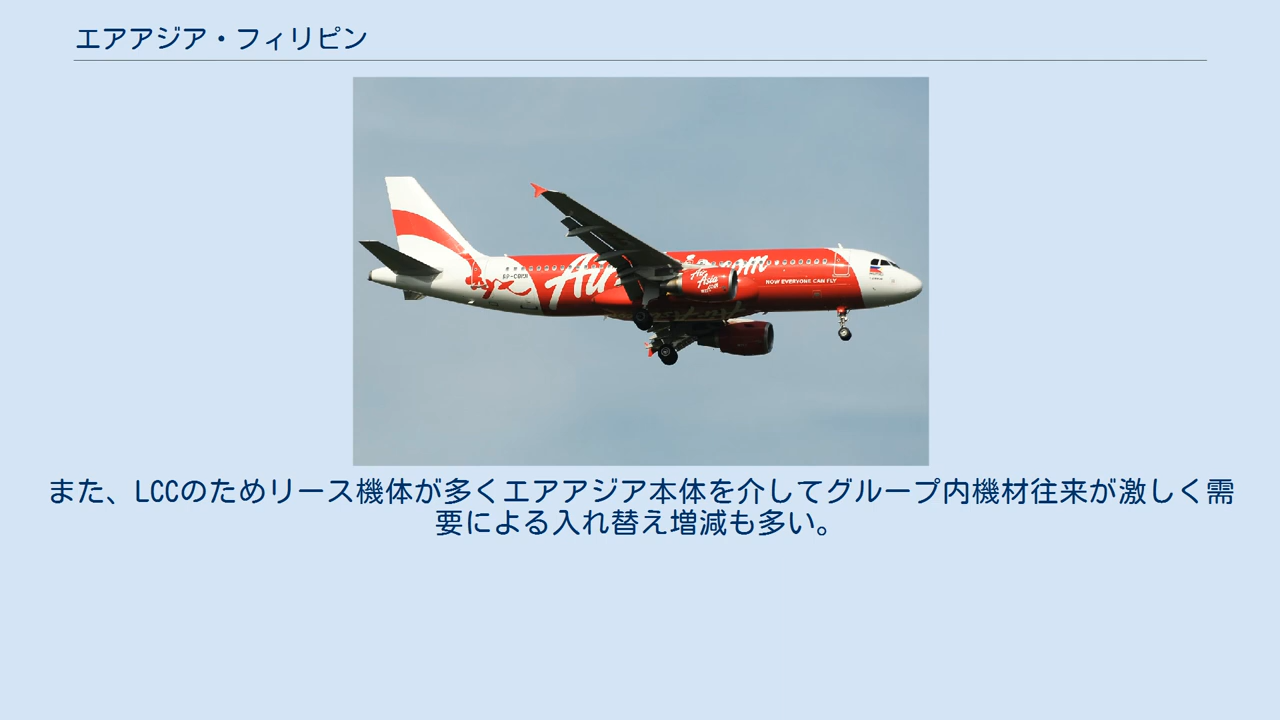 エアアジア・フィリピン
NOW EVERYONE CAN FLY
Air
Asia
また、LCCのためリース機体が多くエアアジア本体を介してグループ内機材往来が激しく需
要による入れ替え増減も多い。